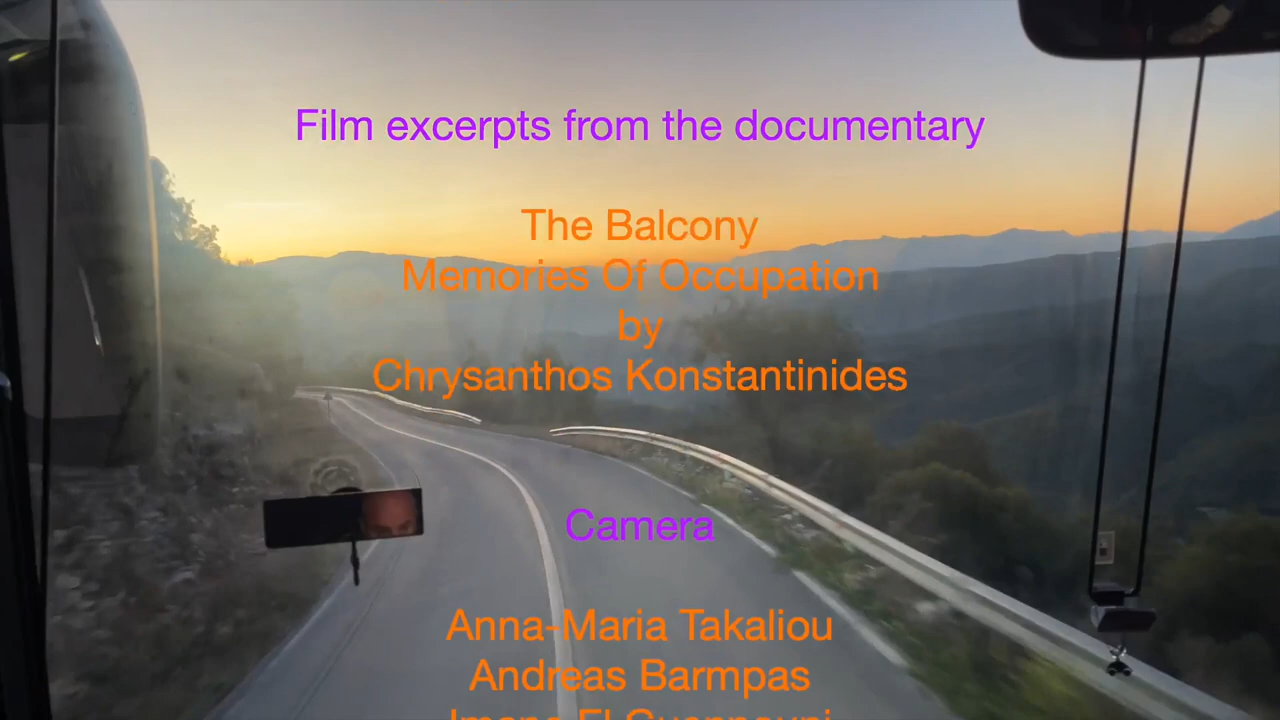 Film excerpts from the documentary
The Balcony
Memories Of Occupation
by
Chrysanthos Konstantinides
Camera
Anna-Maria Takaliou
Andreas Barmpas